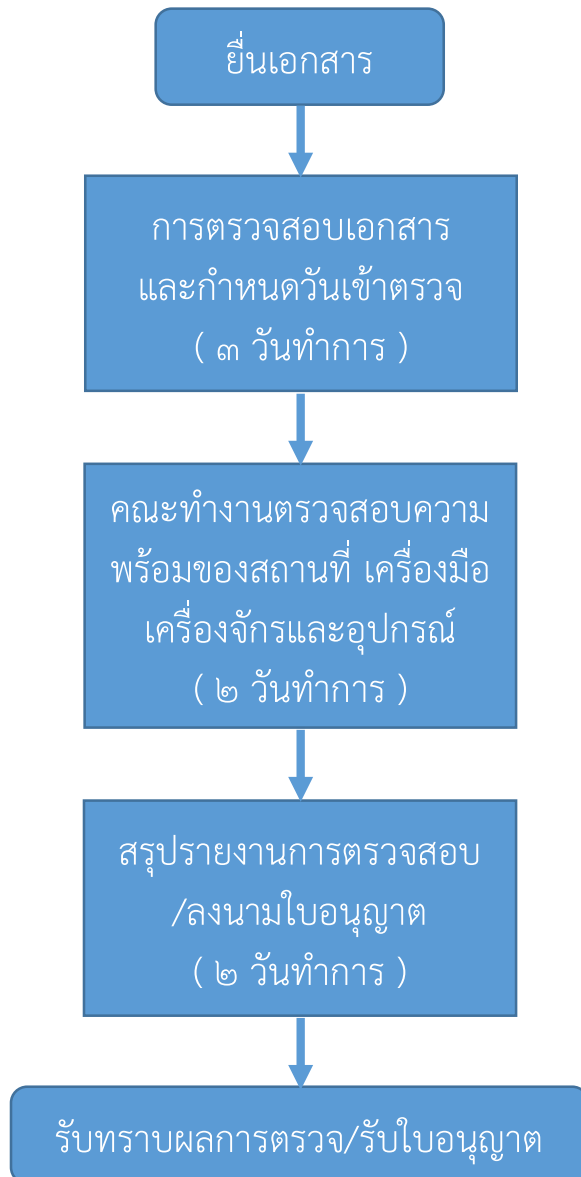 ยื่นเอกสาร
การตรวจสอบเอกสาร
และกำหนดวันเข้าตรวจ
( ๓ วันทำการ )
คณะทำงานตรวจสอบความ
พร้อมของสถานที่ เครื่องมือ
เครื่องจักรและอุปกรณ์
( ๒ วันทำการ )
สรุปรายงานการตรวจสอบ
/ลงนามใบอนุญาต
( ๒ วันทำการ )
รับทราบผลการตรวจ/รับใบอนุญาต